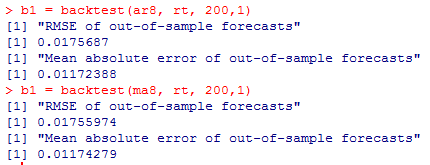 > b1 = backtest(ar8, rt, 200,1)
[1] "RMSE of out-of-sample forecasts"
[1] 0.0175687
[1] "Mean absolute error of out-of-sample forecasts"
[1] 0.01172388
> b1 = backtest(ma8, rt, 200,1)
[1] "RMSE of out-of-sample forecasts"
[1] 0.01755974
[1] "Mean absolute error of out-of-sample forecasts"
[1] 0.01174279